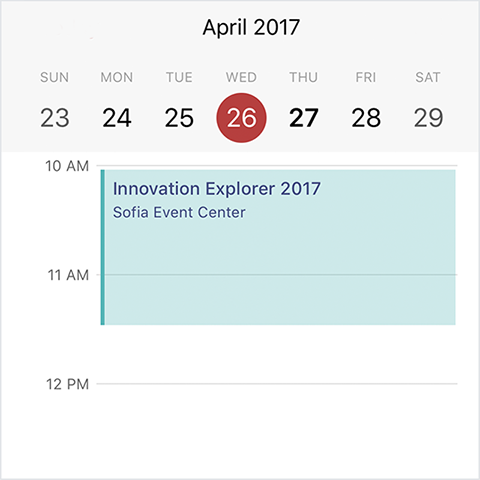 April 2017
SUN MON TUE WED THU FRI SAT
23 24 25 26 27 28 29
10 AM
Innovation Explorer 2017
Sofia Event Center
11 AM
12 PM